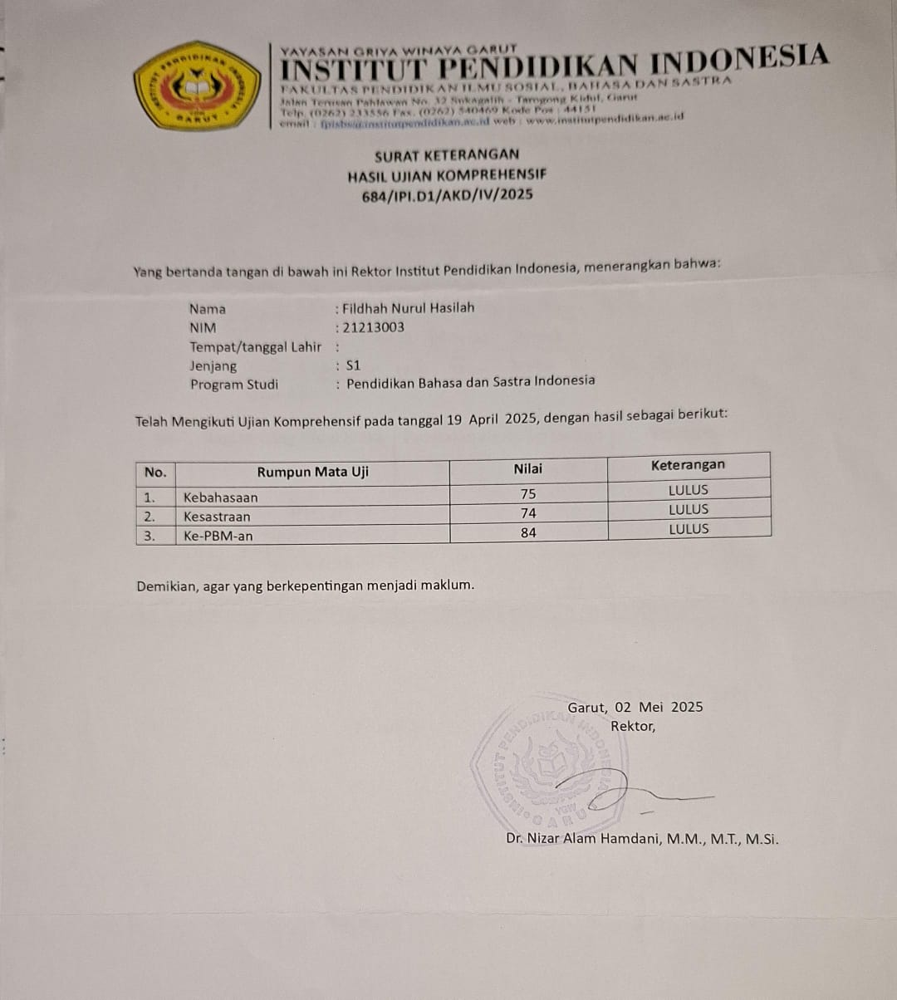 YAYASAN GRIYA WINAYA GARUT
INSTITUT PENDIDIKAN INDONESIA
FAKULTAS PENDIDIKAN ILMU SOSIAL, BAHASA DAN SASTRA
Jalan Terusan Pahlawan No. 32 Sukagalih - Tarogong Kidul, Garut
Telp. (0262) 233556 Fax. (0262) 540469 Kode Pos : 44151
email : fpisbs@institutpendidikan.ac.id web : www.institutpendidikan.ac.id
INSTITUT PENDIDIKAN INDONESIA
GARUT
SURAT KETERANGAN
HASIL UJIAN KOMPREHENSIF
684/IPI.D1/AKD/IV/2025
Yang bertanda tangan di bawah ini Rektor Institut Pendidikan Indonesia, menerangkan bahwa:
Nama : Fildhah Nurul Hasilah
NIM : 21213003
Tempat/tanggal Lahir :
Jenjang : S1
Program Studi : Pendidikan Bahasa dan Sastra Indonesia
Telah Mengikuti Ujian Komprehensif pada tanggal 19 April 2025, dengan hasil sebagai berikut:
No. Rumpun Mata Uji Nilai Keterangan
1. Kebahasaan 75 LULUS
2. Kesastraan 74 LULUS
3. Ke-PBM-an 84 LULUS
Demikian, agar yang berkepentingan menjadi maklum.
Garut, 02 Mei 2025
Rektor,
INSTITUT PENDIDIKAN INDONESIA
YGW
GARUT
Dr. Nizar Alam Hamdani, M.M., M.T., M.Si.